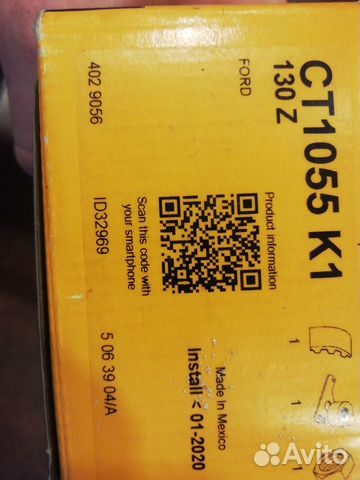 CT1055 K1
130 Z
FORD
402 9056
Product information
Scan this code with
your smartphone
ID32969
1
1
1
Made In Mexico
Install < 01-2020
5 06 39 04/A
Avito